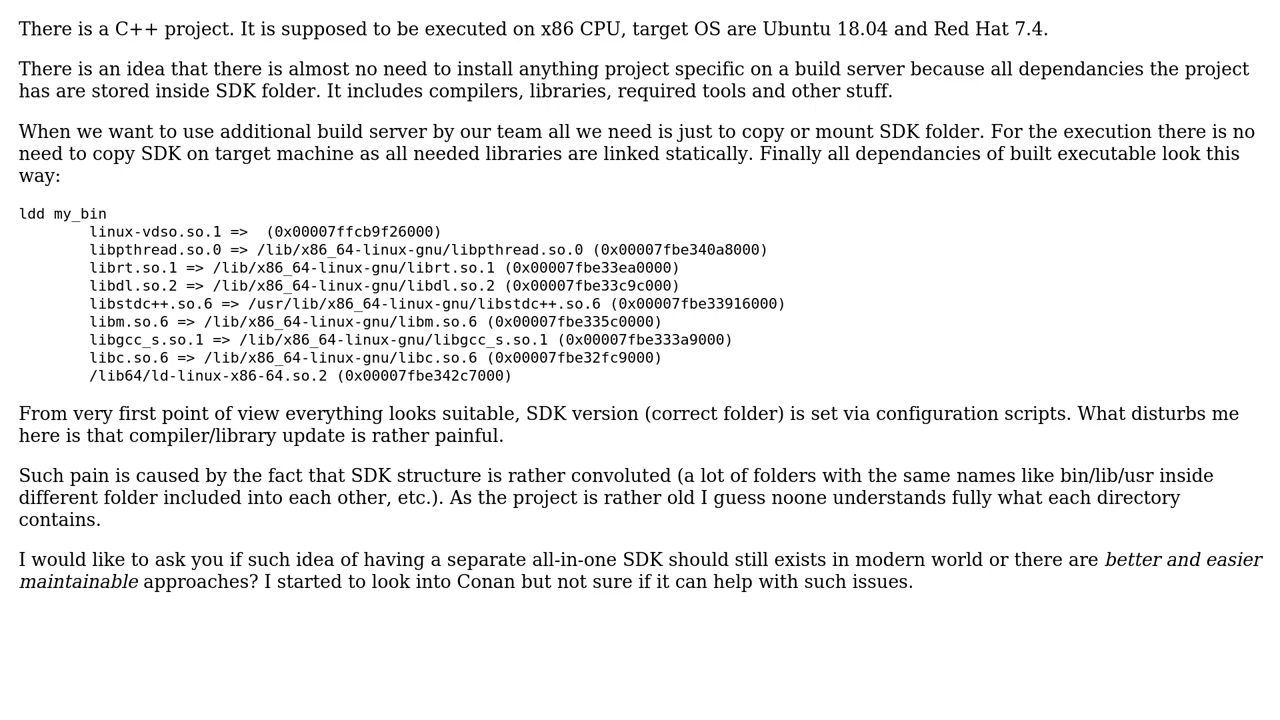 There is a C++ project. It is supposed to be executed on x86 CPU, target OS are Ubuntu 18.04 and Red Hat 7.4.
There is an idea that there is almost no need to install anything project specific on a build server because all dependancies the project
has are stored inside SDK folder. It includes compilers, libraries, required tools and other stuff.
When we want to use additional build server by our team all we need is just to copy or mount SDK folder. For the execution there is no
need to copy SDK on target machine as all needed libraries are linked statically. Finally all dependancies of built executable look this
way:
ldd my_bin
linux-vdso.so.1 =>  (0x00007ffcb9f26000)
libpthread.so.0 => /lib/x86_64-linux-gnu/libpthread.so.0 (0x00007fbe340a8000)
librt.so.1 => /lib/x86_64-linux-gnu/librt.so.1 (0x00007fbe33ea0000)
libdl.so.2 => /lib/x86_64-linux-gnu/libdl.so.2 (0x00007fbe33c9c000)
libstdc++.so.6 => /usr/lib/x86_64-linux-gnu/libstdc++.so.6 (0x00007fbe33916000)
libm.so.6 => /lib/x86_64-linux-gnu/libm.so.6 (0x00007fbe335c0000)
libgcc_s.so.1 => /lib/x86_64-linux-gnu/libgcc_s.so.1 (0x00007fbe333a9000)
libc.so.6 => /lib/x86_64-linux-gnu/libc.so.6 (0x00007fbe32fc9000)
/lib64/ld-linux-x86-64.so.2 (0x00007fbe342c7000)
From very first point of view everything looks suitable, SDK version (correct folder) is set via configuration scripts. What disturbs me
here is that compiler/library update is rather painful.
Such pain is caused by the fact that SDK structure is rather convoluted (a lot of folders with the same names like bin/lib/usr inside
different folder included into each other, etc.). As the project is rather old I guess noone understands fully what each directory
contains.
I would like to ask you if such idea of having a separate all-in-one SDK should still exists in modern world or there are better and easier
maintainable approaches? I started to look into Conan but not sure if it can help with such issues.